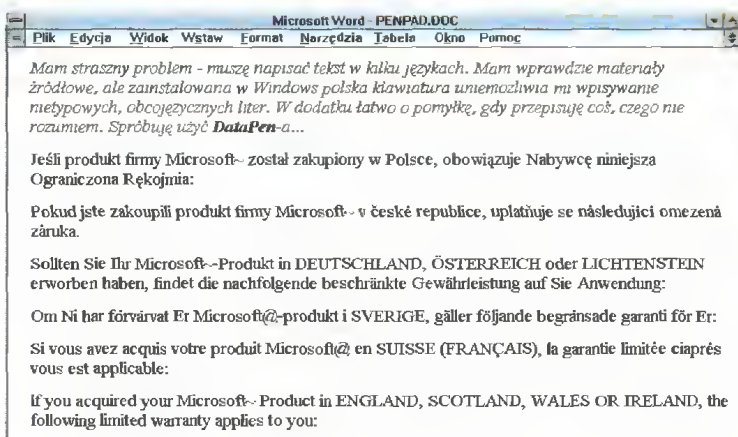 Microsoft Word - PENPAD.DOC
Plik Edycja Widok Wstaw Format Narzędzia Tabela Okno Pomoc
Mam straszny problem - muszę napisać tekst w kilku językach. Mam wprawdzie materiały
źródłowe, ale zainstalowana w Windows polska klawiatura uniemożliwia mi wpisywanie
nietypowych, obcojęzycznych liter. W dodatku łatwo o pomyłkę, gdy przepisuję coś, czego nie
rozumiem. Spróbuję użyć DataPen-a...
Jeśli produkt firmy Microsoft~ został zakupiony w Polsce, obowiązuje Nabywcę niniejsza
Ograniczona Rękojmia:
Pokud jste zakoupili produkt firmy Microsoft~ v české republice, uplatňuje se následujíci omezená
záruka.
Sollten Sie Ihr Microsoft~-Produkt in DEUTSCHLAND, ÖSTERREICH oder LICHTENSTEIN
erworben haben, findet die nachfolgende beschränkte Gewährleistung auf Sie Anwendung:
Om Ni har förvärvat Er Microsoft@-produkt i SVERIGE, gäller följande begränsade garanti för Er:
Si vous avez acquis votre produit Microsoft@ en SUISSE (FRANÇAIS), la garantie limitée ciaprés
vous est applicable:
If you acquired your Microsoft~ Product in ENGLAND, SCOTLAND, WALES OR IRELAND, the
following limited warranty applies to you: